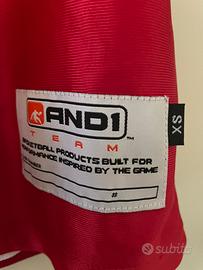 AND1
TEAM
BASKETBALL PRODUCTS BUILT FOR
PERFORMANCE INSPIRED BY THE GAME
#
XS
subito